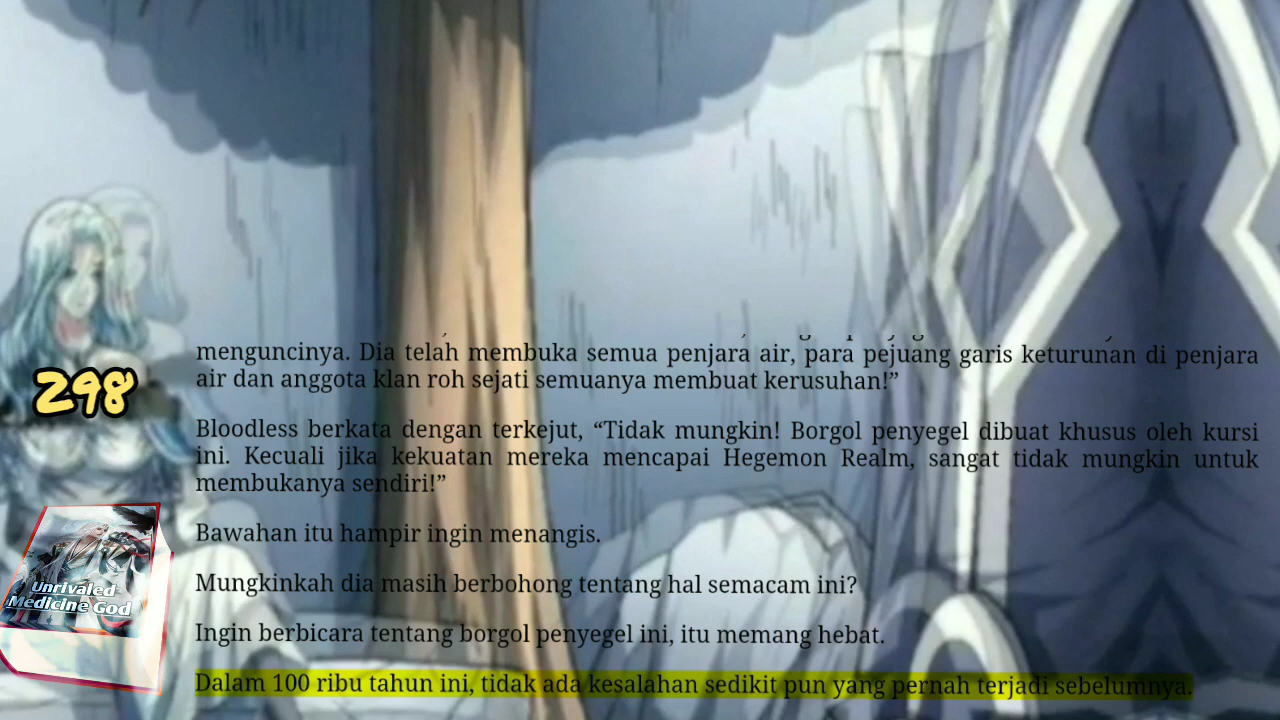 menguncinya. Dia telah membuka semua penjara air, para pejuang garis keturunan di penjara
air dan anggota klan roh sejati semuanya membuat kerusuhan!”
298
Bloodless berkata dengan terkejut, “Tidak mungkin! Borgol penyegel dibuat khusus oleh kursi
ini. Kecuali jika kekuatan mereka mencapai Hegemon Realm, sangat tidak mungkin untuk
membukanya sendiri!”
Bawahan itu hampir ingin menangis.
Mungkinkah dia masih berbohong tentang hal semacam ini?
Unrivaled
Medicine God
Ingin berbicara tentang borgol penyegel ini, itu memang hebat.
Dalam 100 ribu tahun ini, tidak ada kesalahan sedikit pun yang pernah terjadi sebelumnya.